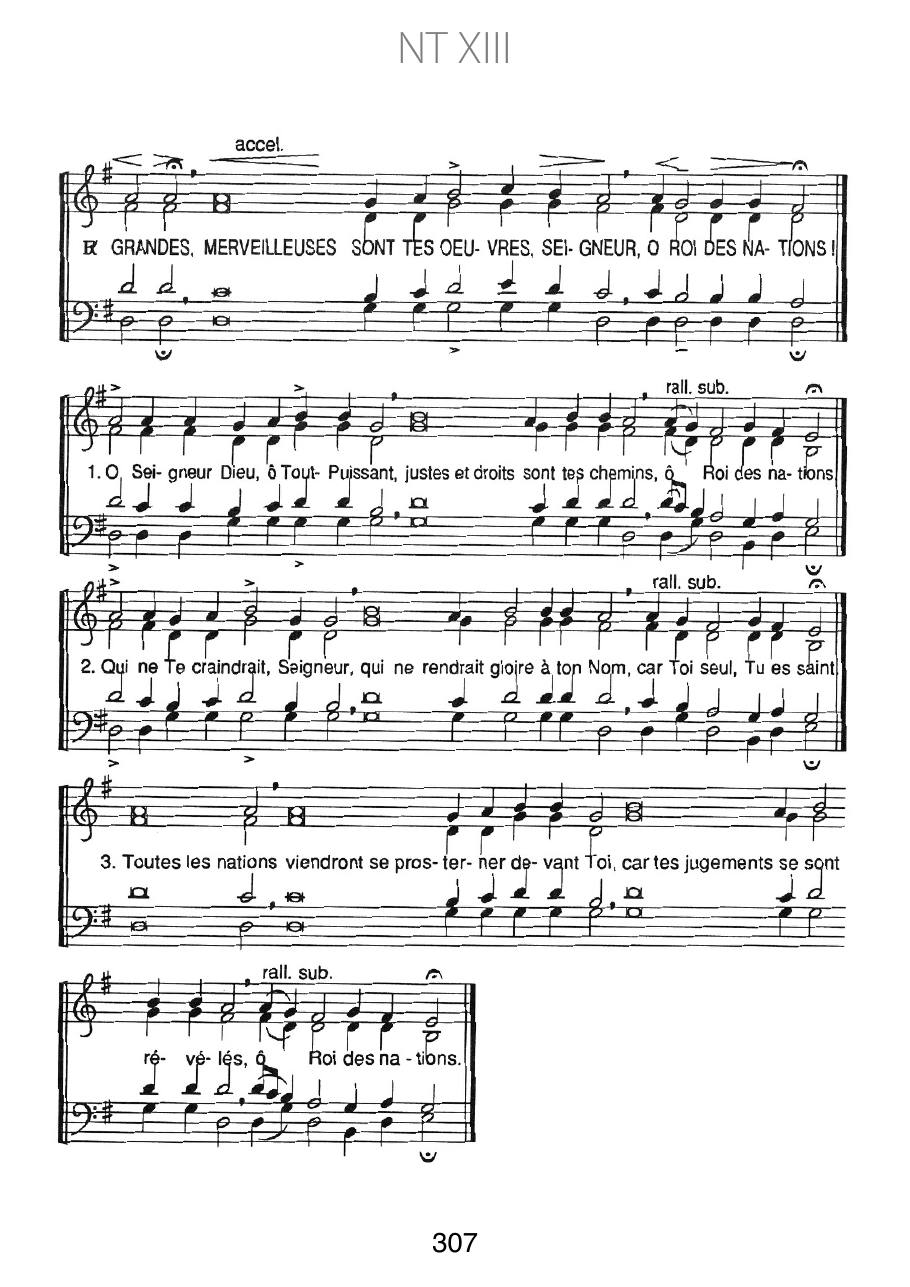 NT XIII
accel.
℟ GRANDES, MERVEILLEUSES SONT TES OEU- VRES, SEI- GNEUR, O ROI DES NA- TIONS !
rall. sub.
1. O, Sei- gneur Dieu, ô Tout- Puissant, justes et droits sont tes chemins, ô Roi des na- tions.
rall. sub.
2. Qui ne Te craindrait, Seigneur, qui ne rendrait gloire à ton Nom, car Toi seul, Tu es saint.
3. Toutes les nations viendront se pros- ter- ner de- vant Toi, car tes jugements se sont
rall. sub.
ré- vé- lés, ô Roi des na - tions.
307